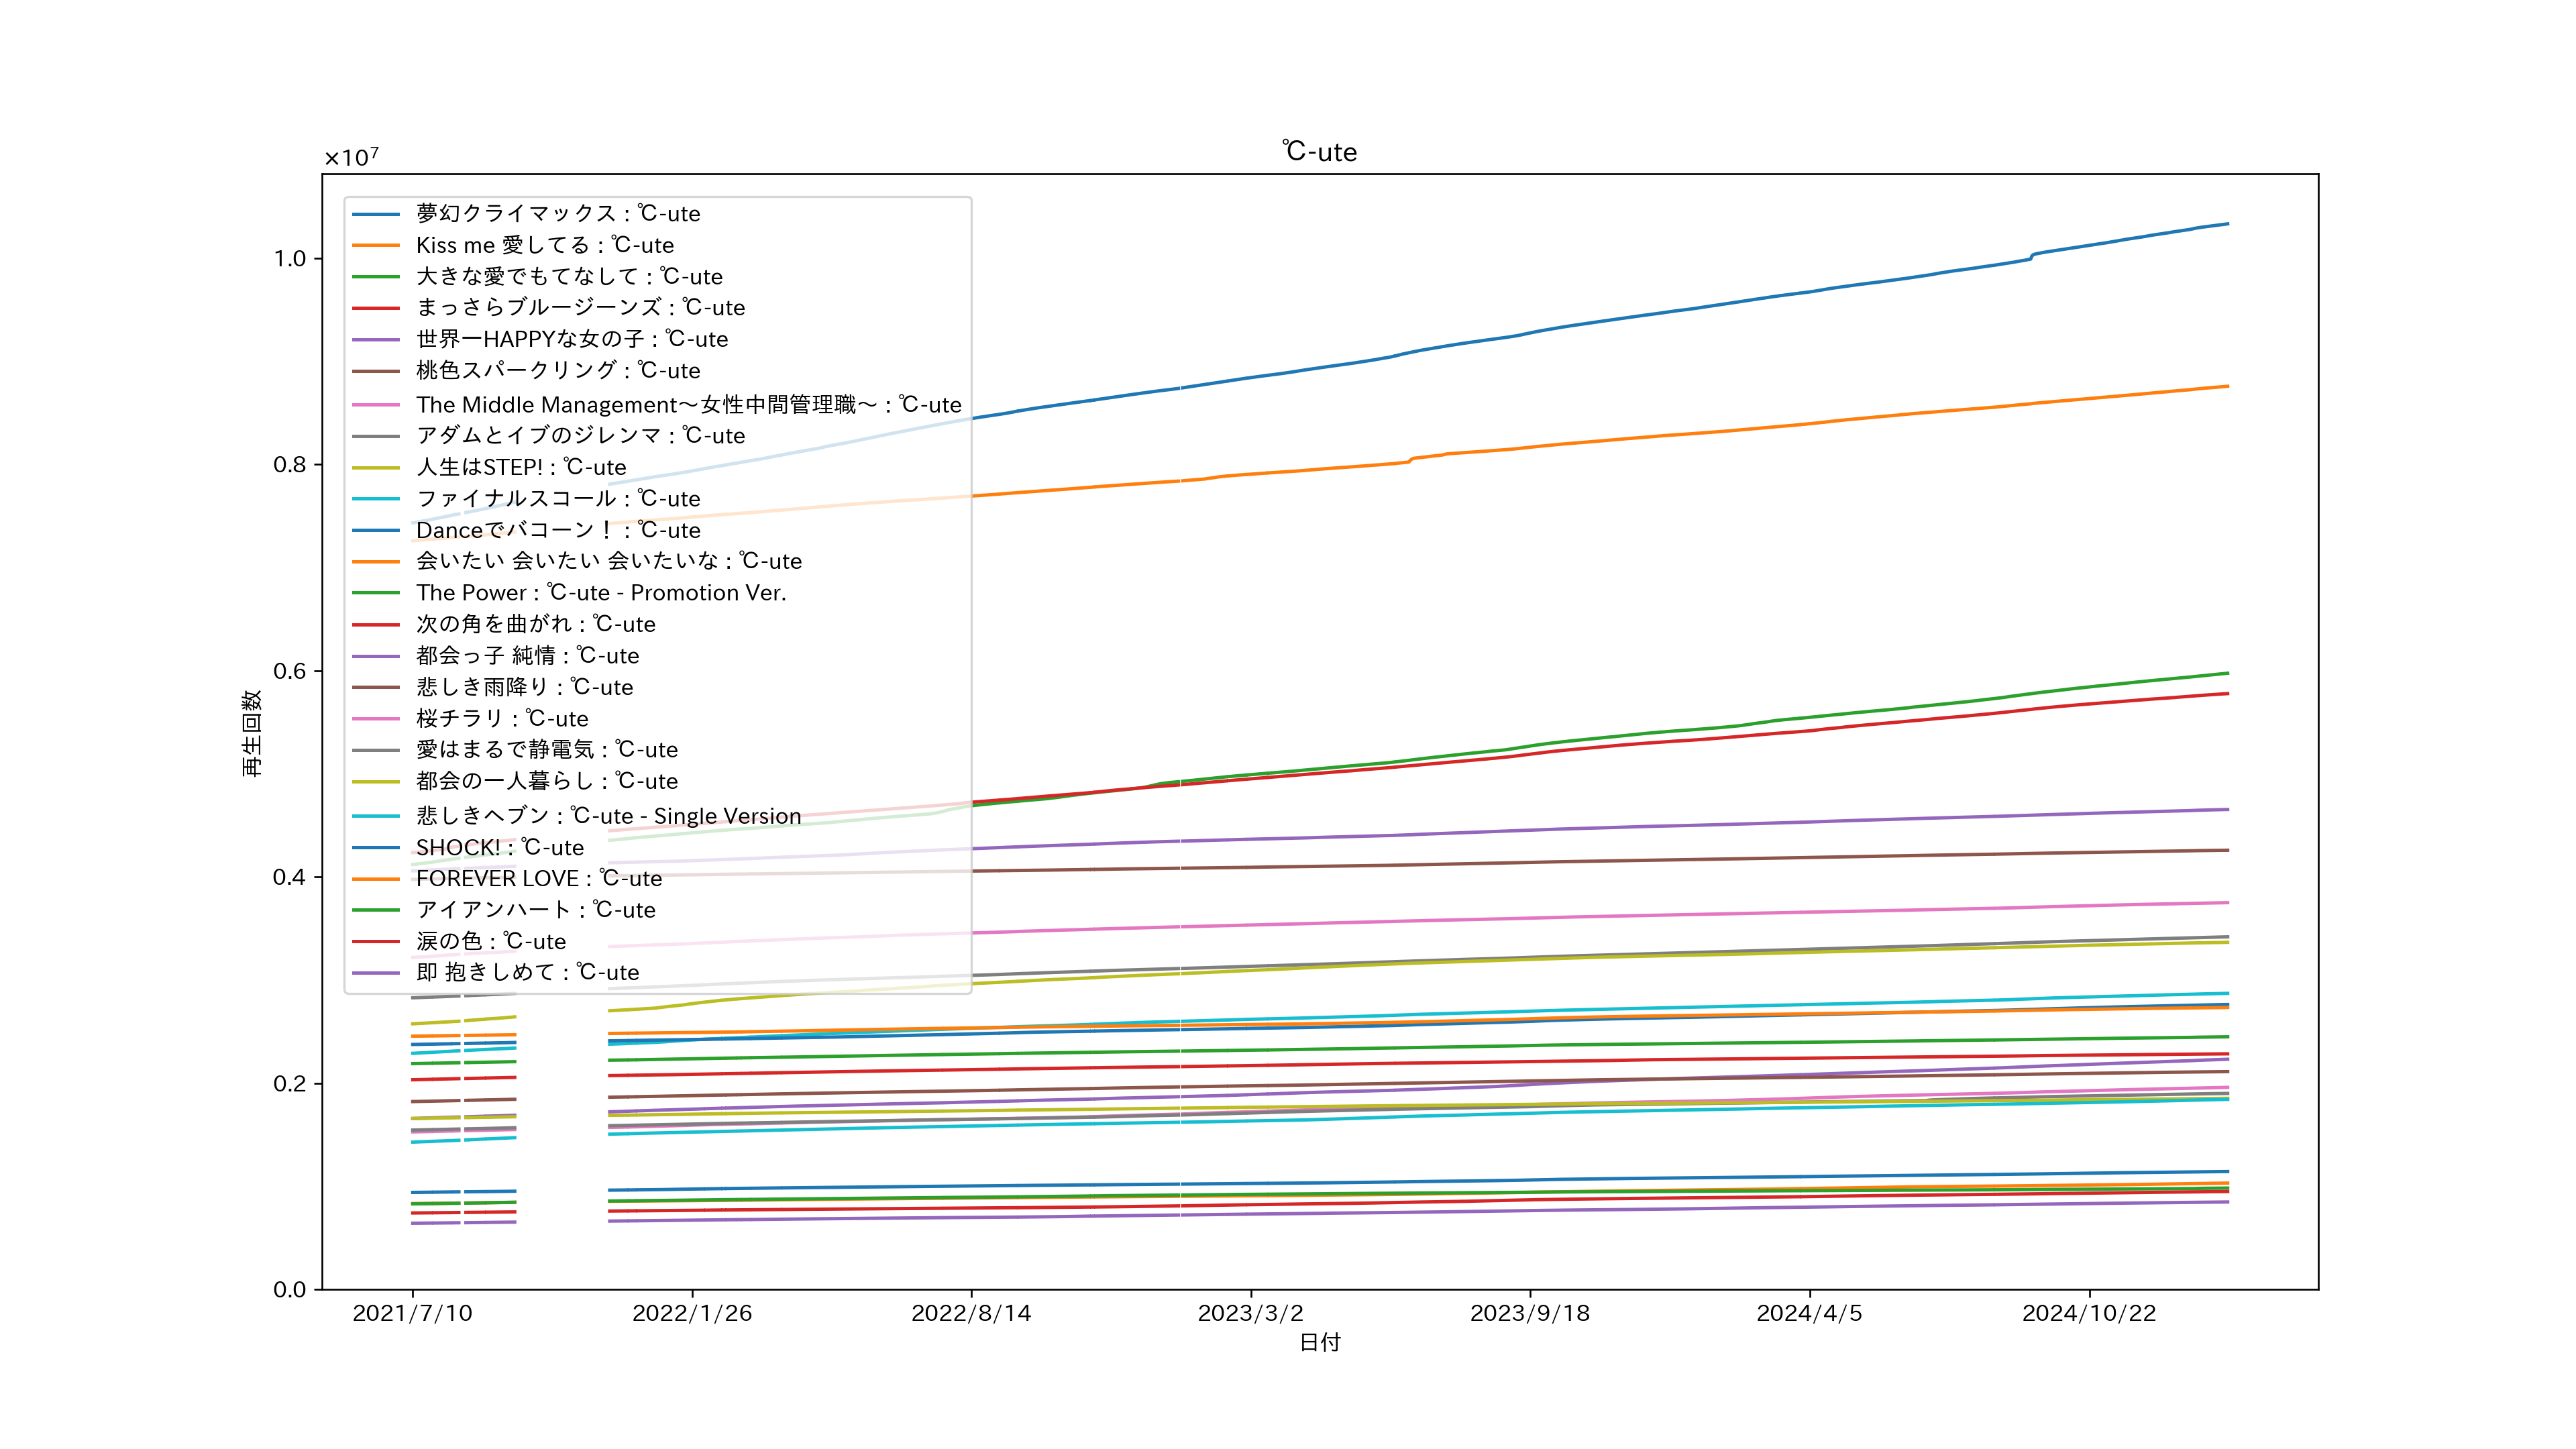 ℃-ute
×10⁷
夢幻クライマックス : ℃-ute
Kiss me 愛してる : ℃-ute
大きな愛でもてなして : ℃-ute
まっさらブルージーンズ : ℃-ute
世界一HAPPYな女の子 : ℃-ute
桃色スパークリング : ℃-ute
The Middle Management～女性中間管理職～ : ℃-ute
アダムとイブのジレンマ : ℃-ute
人生はSTEP! : ℃-ute
ファイナルスコール : ℃-ute
Danceでバコーン！ : ℃-ute
会いたい 会いたい 会いたいな : ℃-ute
The Power : ℃-ute - Promotion Ver.
次の角を曲がれ : ℃-ute
都会っ子 純情 : ℃-ute
悲しき雨降り : ℃-ute
桜チラリ : ℃-ute
愛はまるで静電気 : ℃-ute
都会の一人暮らし : ℃-ute
悲しきヘブン : ℃-ute - Single Version
SHOCK! : ℃-ute
FOREVER LOVE : ℃-ute
アイアンハート : ℃-ute
涙の色 : ℃-ute
即 抱きしめて : ℃-ute
1.0
0.8
0.6
0.4
0.2
0.0
再生回数
2021/7/10 2022/1/26 2022/8/14 2023/3/2 2023/9/18 2024/4/5 2024/10/22
日付